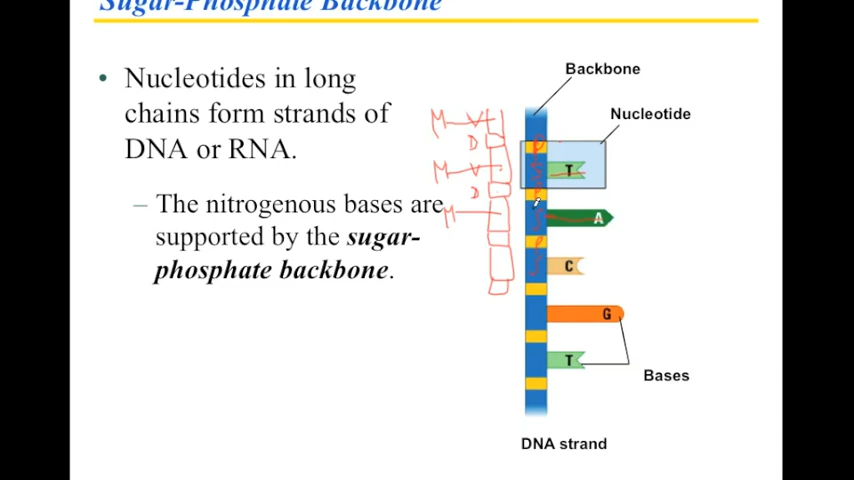 Sugar-Phosphate Backbone
• Nucleotides in long
chains form strands of
DNA or RNA.
– The nitrogenous bases are
supported by the sugar-
phosphate backbone.
Backbone
Nucleotide
T
A
C
G
T
Bases
DNA strand
M
D
M
D
M